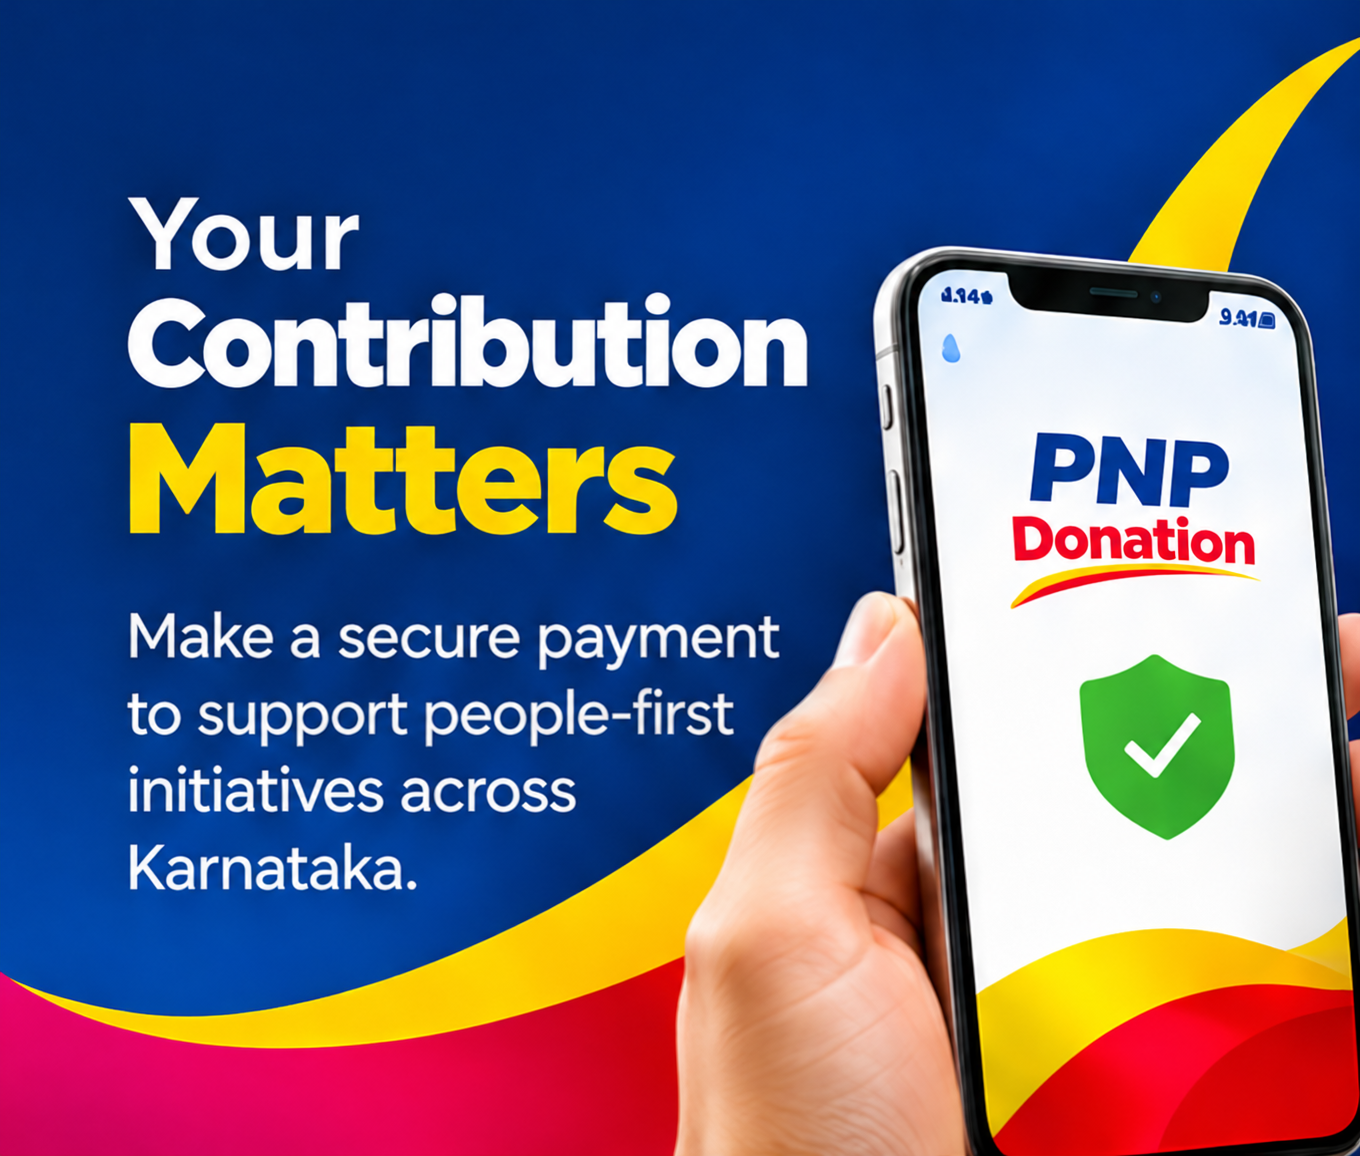 Your
Contribution
Matters
Make a secure payment
to support people-first
initiatives across
Karnataka.
PNP
Donation